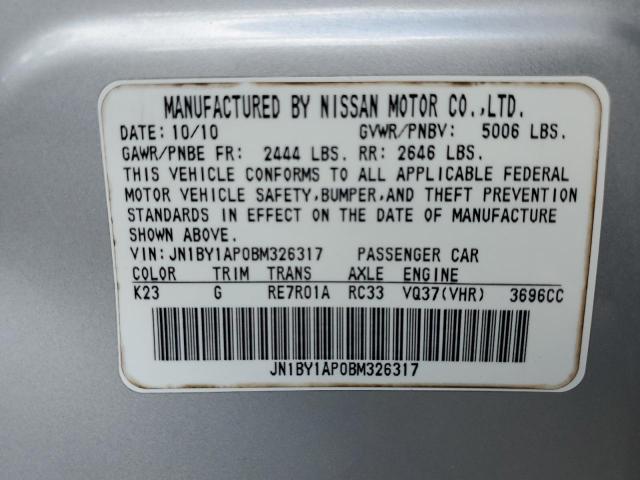 MANUFACTURED BY NISSAN MOTOR CO.,LTD.
DATE: 10/10 GVWR/PNBV: 5006 LBS.
GAWR/PNBE FR: 2444 LBS. RR: 2646 LBS.
THIS VEHICLE CONFORMS TO ALL APPLICABLE FEDERAL
MOTOR VEHICLE SAFETY,BUMPER,AND THEFT PREVENTION
STANDARDS IN EFFECT ON THE DATE OF MANUFACTURE
SHOWN ABOVE.
VIN: JN1BY1AP0BM326317 PASSENGER CAR
COLOR TRIM TRANS AXLE ENGINE
K23 G RE7R01A RC33 VQ37(VHR) 3696CC
JN1BY1AP0BM326317